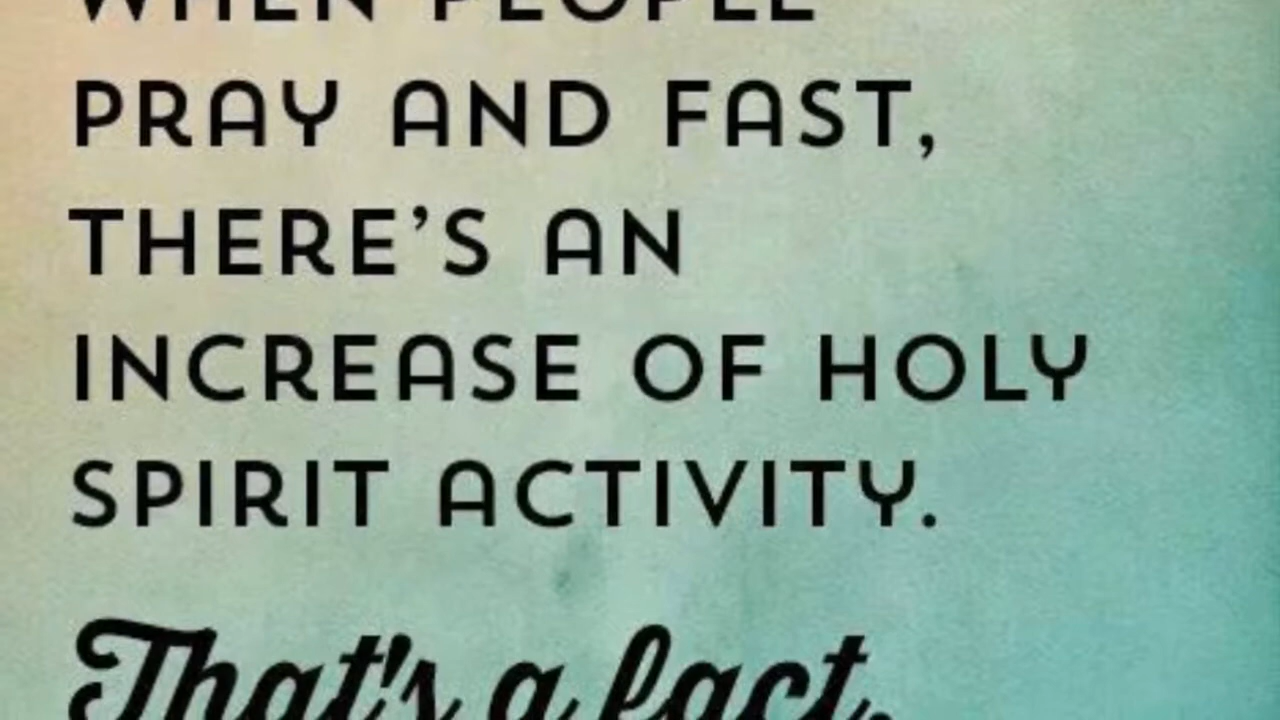 WHEN PEOPLE
PRAY AND FAST,
THERE'S AN
INCREASE OF HOLY
SPIRIT ACTIVITY.
That's a fact.